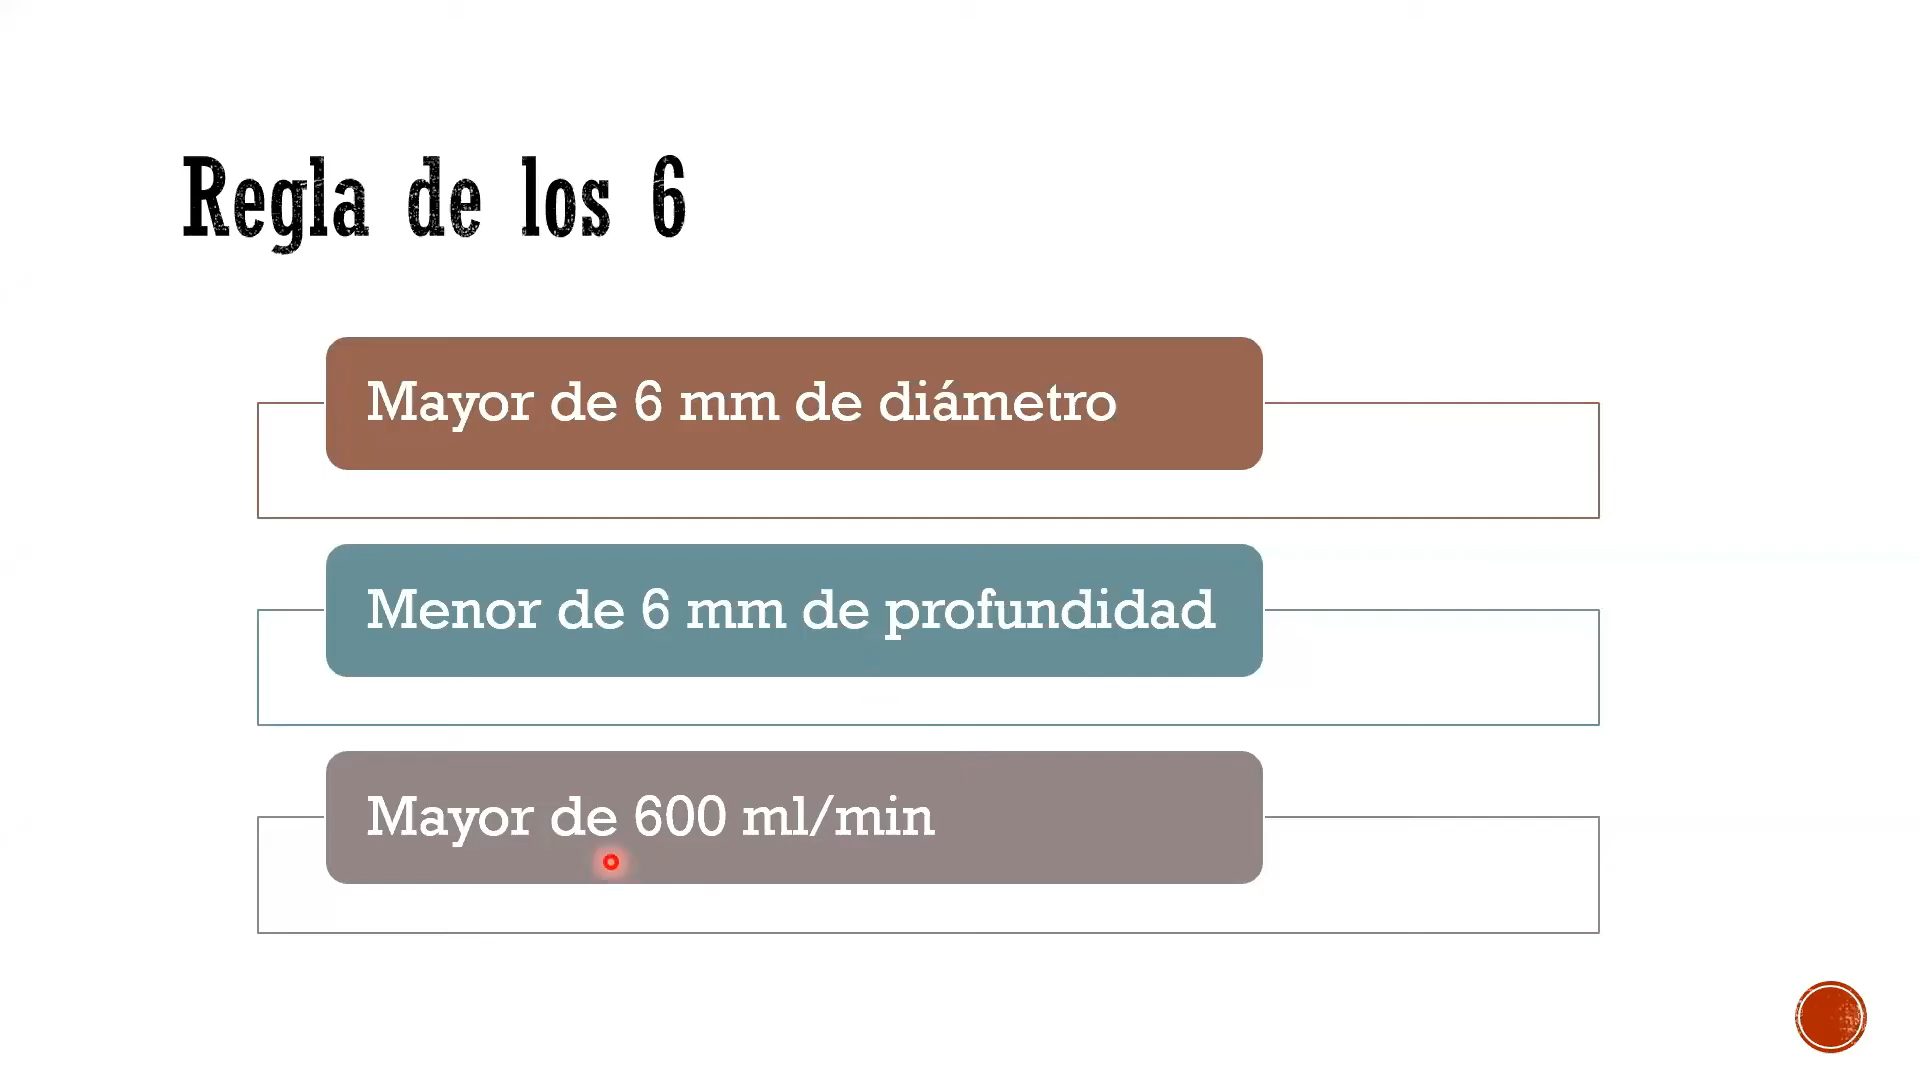 Regla de los 6
Mayor de 6 mm de diámetro
Menor de 6 mm de profundidad
Mayor de 600 ml/min